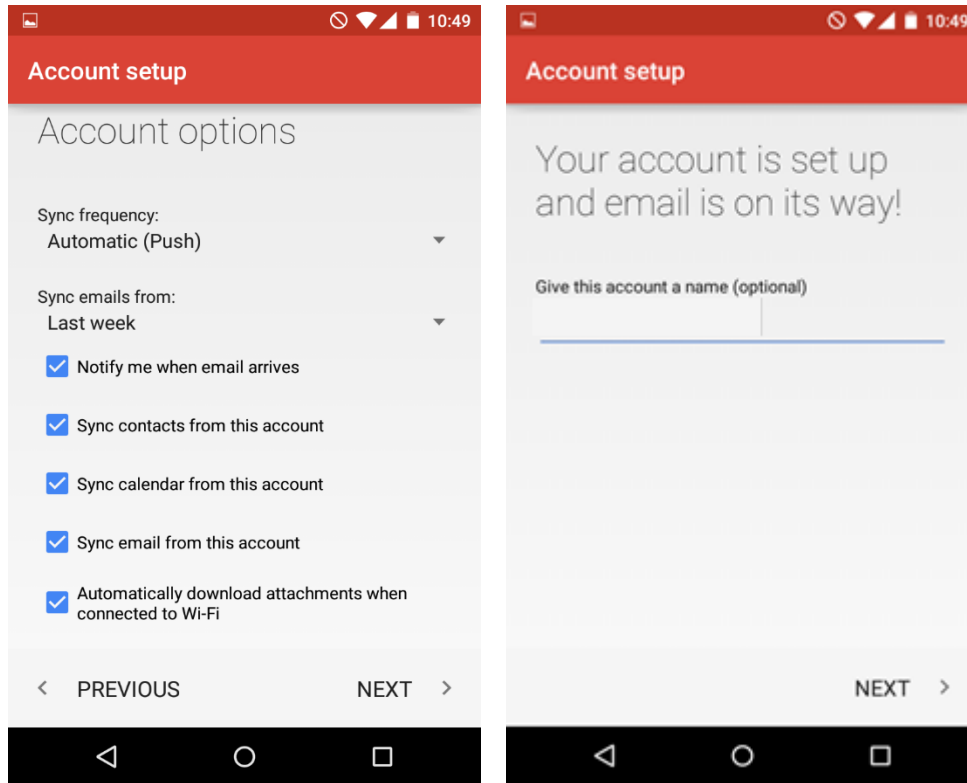 10:49
Account setup
Account options
Sync frequency:
Automatic (Push)
Sync emails from:
Last week
Notify me when email arrives
Sync contacts from this account
Sync calendar from this account
Sync email from this account
Automatically download attachments when
connected to Wi-Fi
PREVIOUS
NEXT
10:49
Account setup
Your account is set up
and email is on its way!
Give this account a name (optional)
NEXT